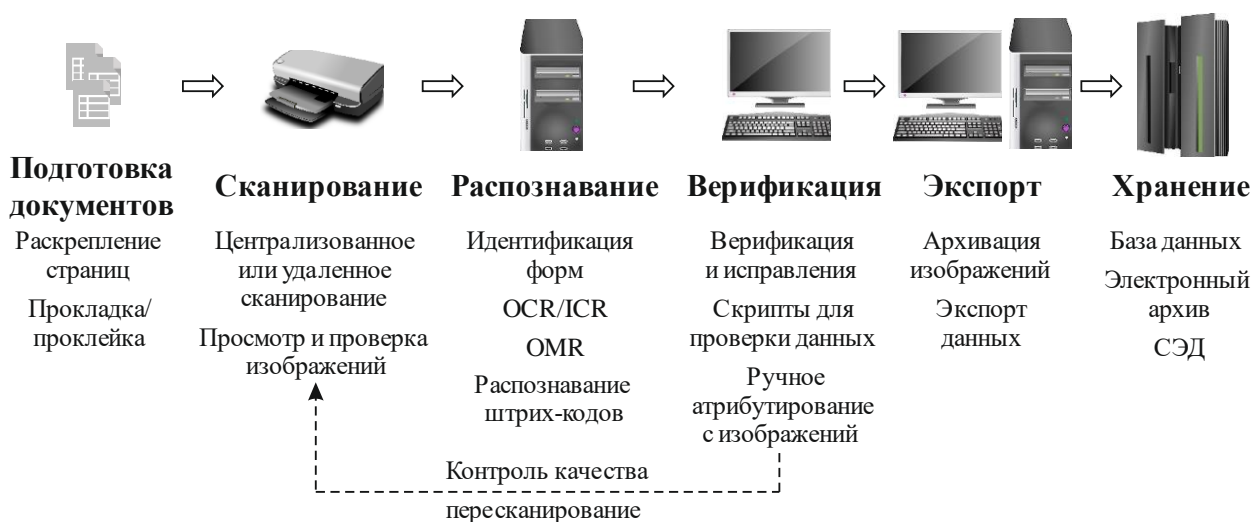 Подготовка
документов
Раскрепление
страниц
Прокладка/
проклейка
Сканирование
Централизованное
или удаленное
сканирование
Просмотр и проверка
изображений
Распознавание
Идентификация
форм
OCR/ICR
OMR
Распознавание
штрих-кодов
Верификация
Верификация
и исправления
Скрипты для
проверки данных
Ручное
атрибутирование
с изображений
Экспорт
Архивация
изображений
Экспорт
данных
Хранение
База данных
Электронный
архив
СЭД
Контроль качества
пересканирование